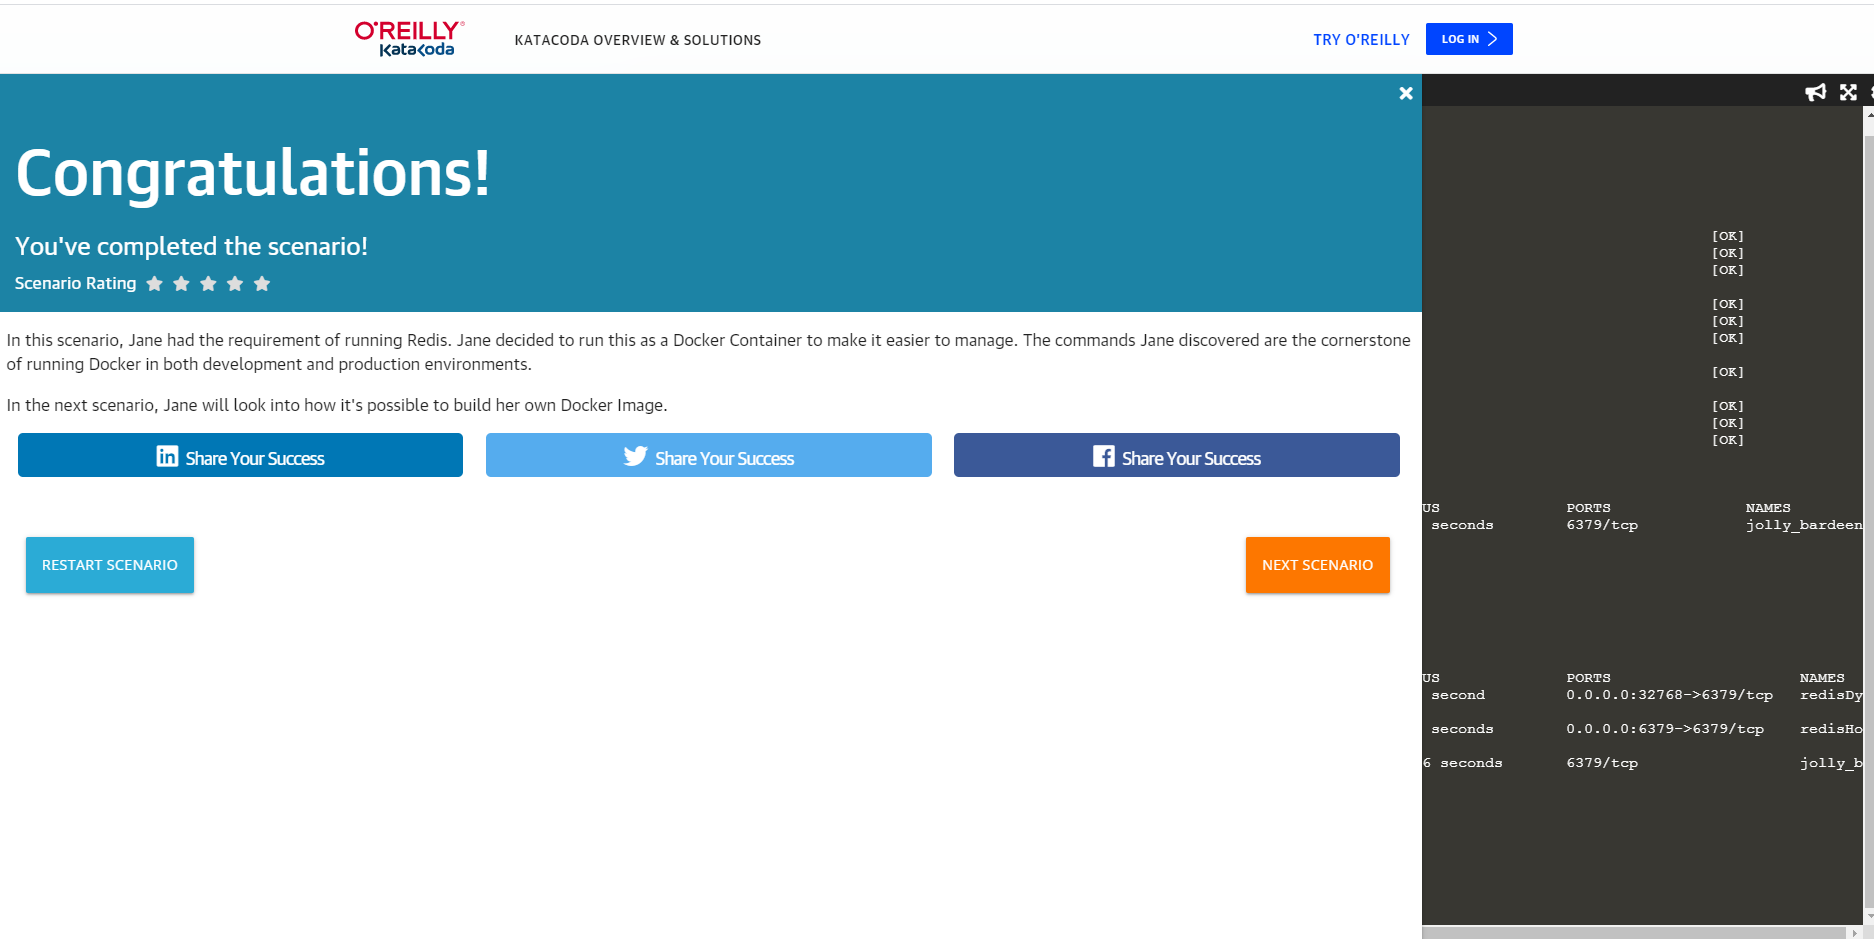 O'REILLY®
KataKoda
KATACODA OVERVIEW & SOLUTIONS
TRY O'REILLY
LOG IN
Congratulations!
You've completed the scenario!
Scenario Rating
In this scenario, Jane had the requirement of running Redis. Jane decided to run this as a Docker Container to make it easier to manage. The commands Jane discovered are the cornerstone
of running Docker in both development and production environments.
In the next scenario, Jane will look into how it's possible to build her own Docker Image.
Share Your Success
Share Your Success
Share Your Success
RESTART SCENARIO
NEXT SCENARIO
[OK]
[OK]
[OK]
[OK]
[OK]
[OK]
[OK]
[OK]
[OK]
[OK]
US PORTS NAMES
seconds 6379/tcp jolly_bardeen
US PORTS NAMES
second 0.0.0.0:32768->6379/tcp redisDy
seconds 0.0.0.0:6379->6379/tcp redisHo
6 seconds 6379/tcp jolly_b